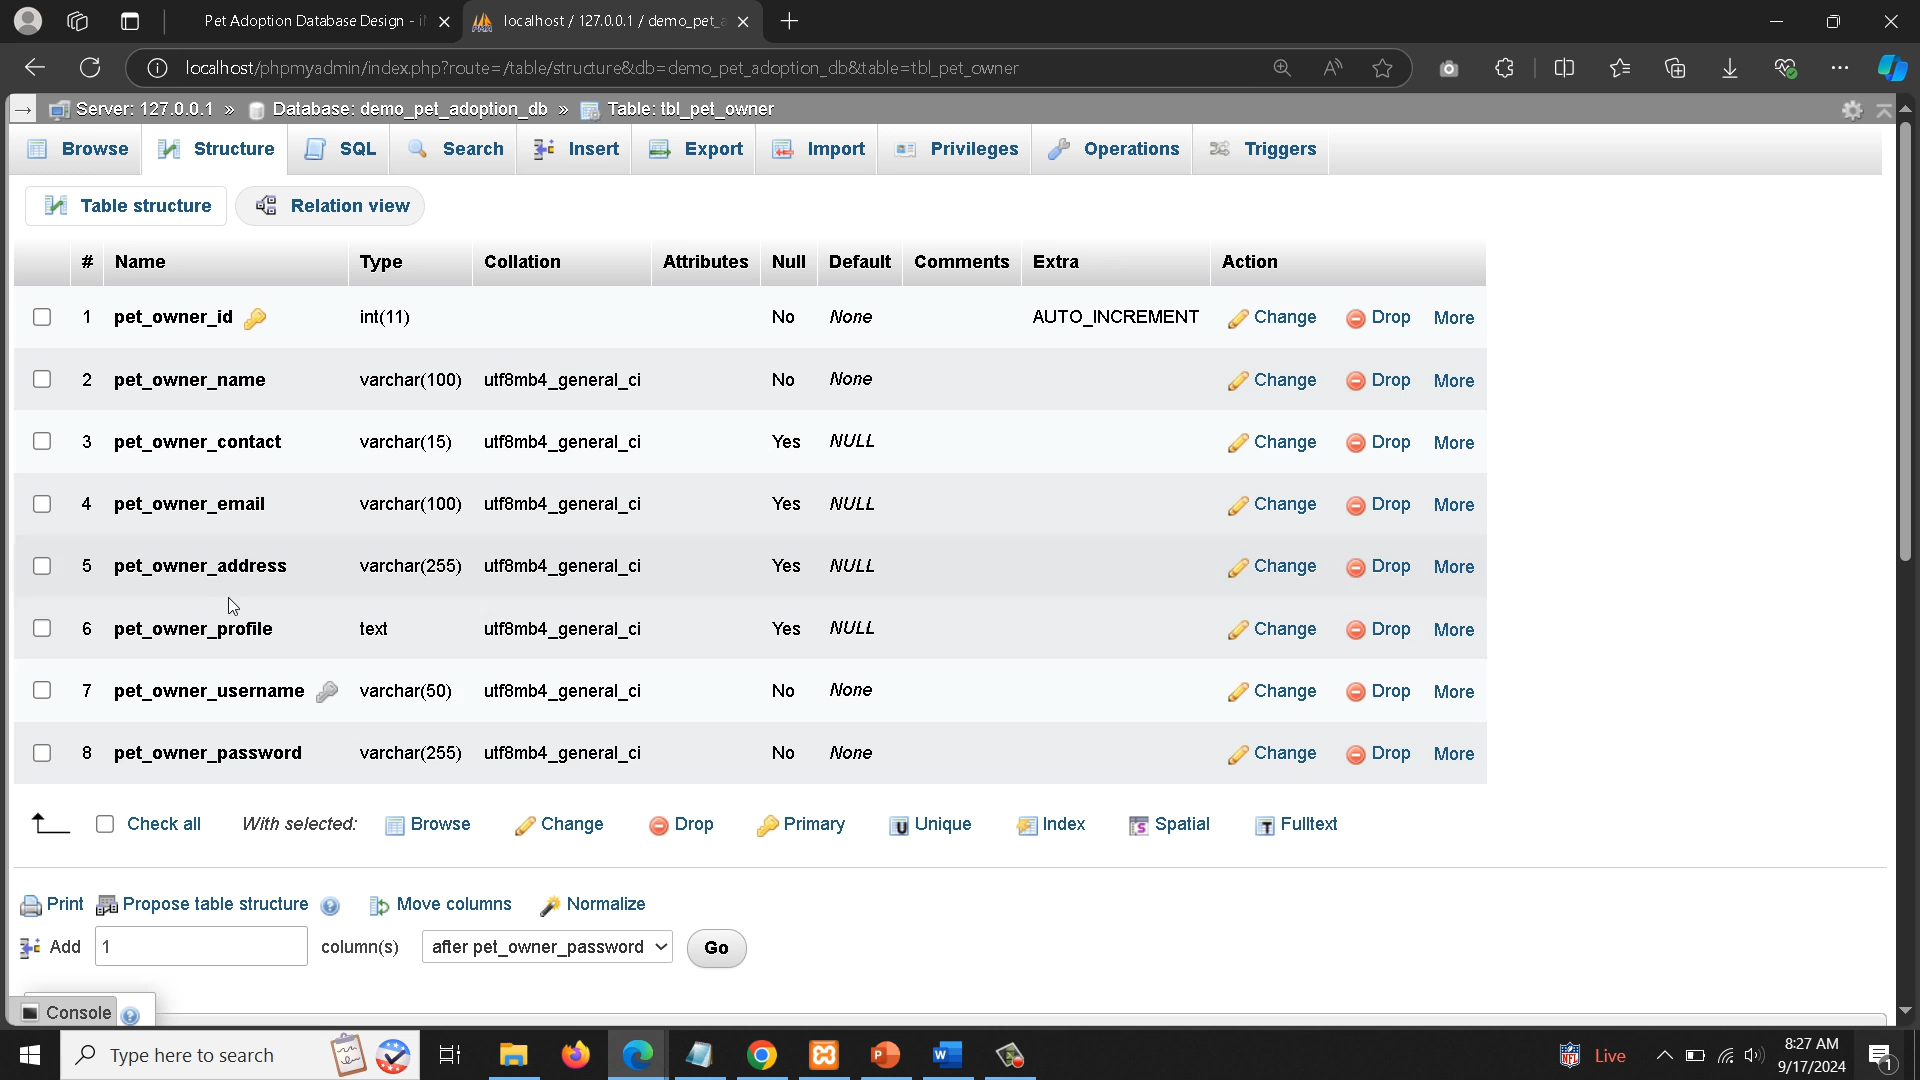 Pet Adoption Database Design - i
localhost / 127.0.0.1 / demo_pet_a
localhost/phpmyadmin/index.php?route=/table/structure&db=demo_pet_adoption_db&table=tbl_pet_owner
Server: 127.0.0.1 » Database: demo_pet_adoption_db » Table: tbl_pet_owner
Browse Structure SQL Search Insert Export Import Privileges Operations Triggers
Table structure Relation view
# Name Type Collation Attributes Null Default Comments Extra Action
1 pet_owner_id int(11) No None AUTO_INCREMENT Change Drop More
2 pet_owner_name varchar(100) utf8mb4_general_ci No None Change Drop More
3 pet_owner_contact varchar(15) utf8mb4_general_ci Yes NULL Change Drop More
4 pet_owner_email varchar(100) utf8mb4_general_ci Yes NULL Change Drop More
5 pet_owner_address varchar(255) utf8mb4_general_ci Yes NULL Change Drop More
6 pet_owner_profile text utf8mb4_general_ci Yes NULL Change Drop More
7 pet_owner_username varchar(50) utf8mb4_general_ci No None Change Drop More
8 pet_owner_password varchar(255) utf8mb4_general_ci No None Change Drop More
Check all With selected: Browse Change Drop Primary Unique Index Spatial Fulltext
Print Propose table structure Move columns Normalize
Add 1 column(s) after pet_owner_password Go
Console
Type here to search
Live
8:27 AM
9/17/2024
1